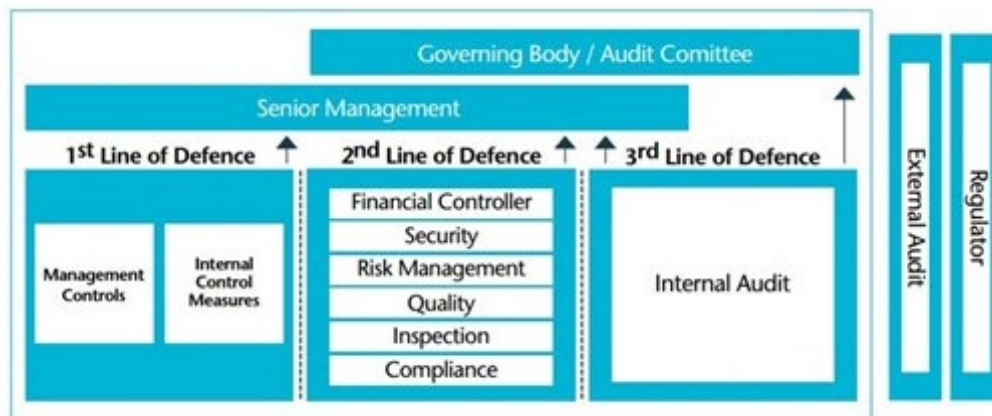 Governing Body / Audit Comittee
Senior Management
1st Line of Defence
2nd Line of Defence
3rd Line of Defence
Management
Controls
Internal
Control
Measures
Financial Controller
Security
Risk Management
Quality
Inspection
Compliance
Internal Audit
External Audit
Regulator